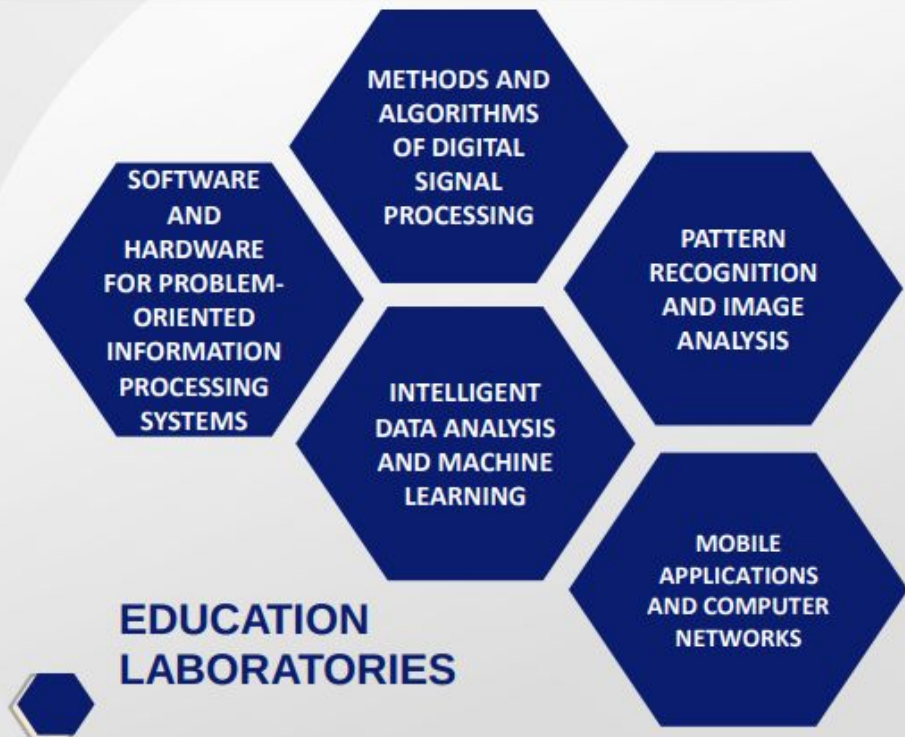 METHODS AND
ALGORITHMS
OF DIGITAL
SIGNAL
PROCESSING
SOFTWARE
AND
HARDWARE
FOR PROBLEM-
ORIENTED
INFORMATION
PROCESSING
SYSTEMS
PATTERN
RECOGNITION
AND IMAGE
ANALYSIS
INTELLIGENT
DATA ANALYSIS
AND MACHINE
LEARNING
MOBILE
APPLICATIONS
AND COMPUTER
NETWORKS
EDUCATION
LABORATORIES